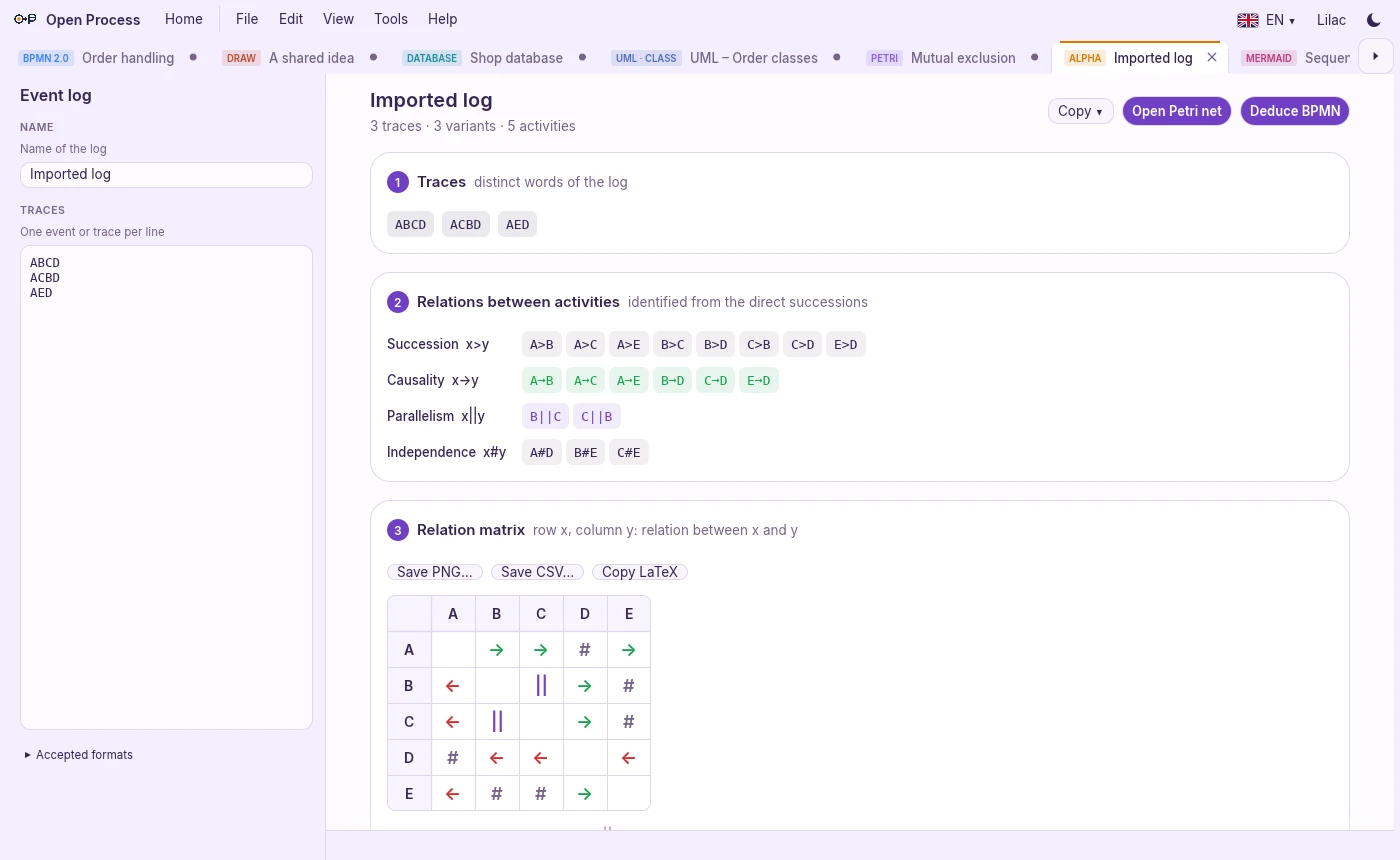 Open Process Home File Edit View Tools Help EN ▾ Lilac
BPMN 2.0 Order handling ● DRAW A shared idea ● DATABASE Shop database ● UML · CLASS UML – Order classes ● PETRI Mutual exclusion ● ALPHA Imported log × MERMAID Sequer
Event log
NAME
Name of the log
Imported log
TRACES
One event or trace per line
ABCD
ACBD
AED
▸ Accepted formats
Imported log
3 traces · 3 variants · 5 activities
Copy ▾ Open Petri net Deduce BPMN
1 Traces distinct words of the log
ABCD ACBD AED
2 Relations between activities identified from the direct successions
Succession x>y A>B A>C A>E B>C B>D C>B C>D E>D
Causality x→y A→B A→C A→E B→D C→D E→D
Parallelism x||y B||C C||B
Independence x#y A#D B#E C#E
3 Relation matrix row x, column y: relation between x and y
Save PNG... Save CSV... Copy LaTeX
A B C D E
A → → # →
B ← || → #
C ← || → #
D # ← ← ←
E ← # # →